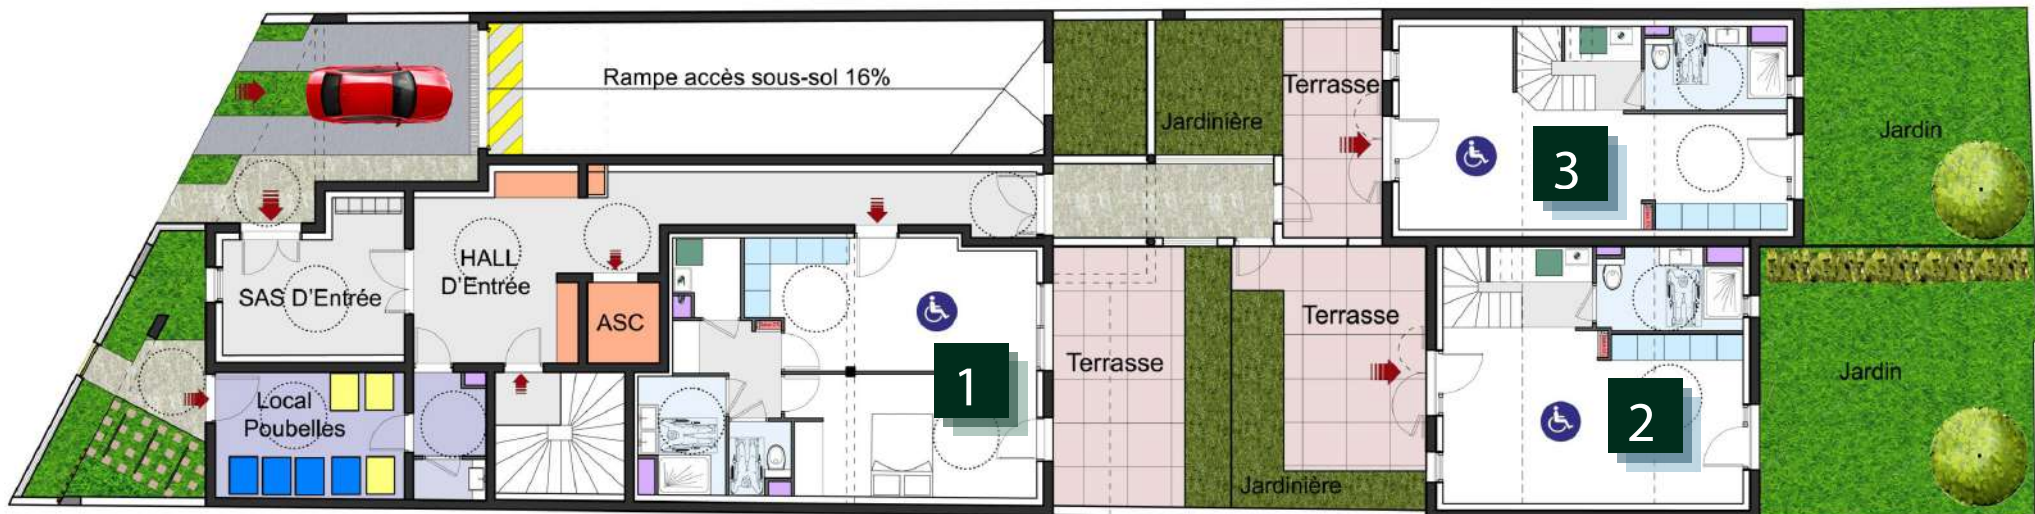 Rampe accès sous-sol 16%
Terrasse
Jardinière
Jardin
3
HALL
D'Entrée
SAS D'Entrée
ASC
Terrasse
Terrasse
1
Jardin
Local
Poubelles
2
Jardinière